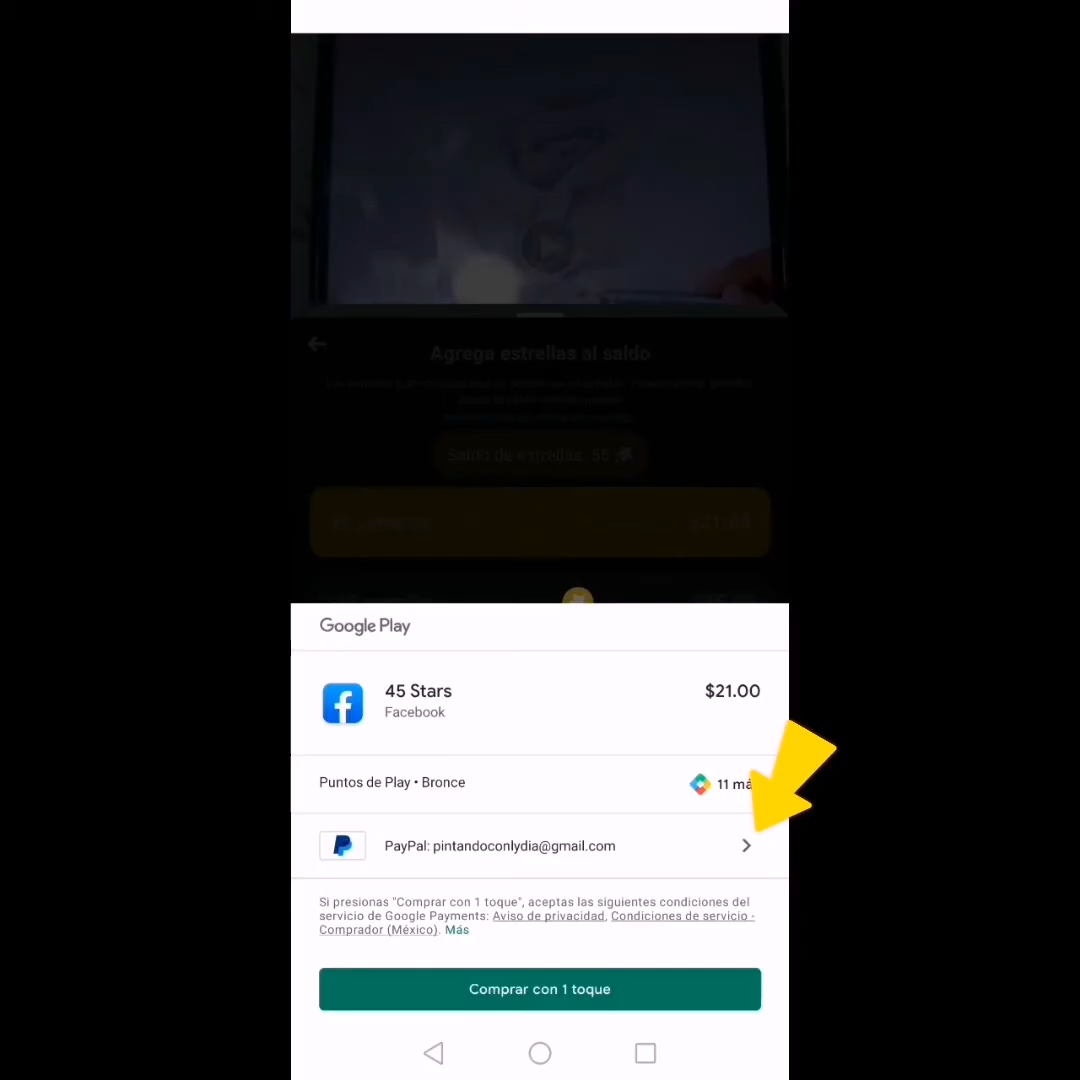 Agrega estrellas al saldo
Saldo de estrellas: 55
$21.00
Google Play
45 Stars
$21.00
Facebook
Puntos de Play • Bronce
11
PayPal: pintandoconlydia@gmail.com
Si presionas "Comprar con 1 toque", aceptas las siguientes condiciones del
servicio de Google Payments: Aviso de privacidad, Condiciones de servicio -
Comprador (México). Más
Comprar con 1 toque